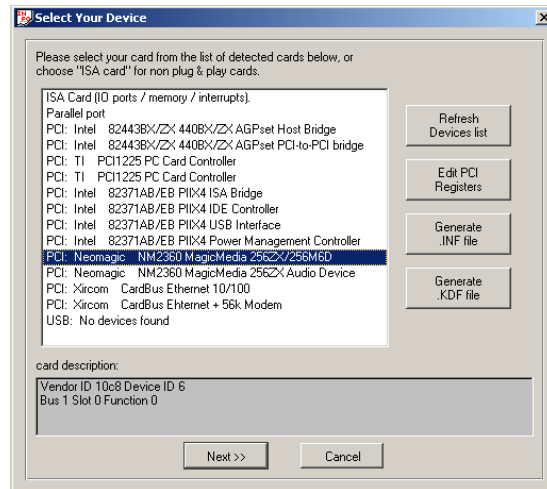 Select Your Device
Please select your card from the list of detected cards below, or
choose "ISA card" for non plug & play cards.
ISA Card (IO ports / memory / interrupts).
Parallel port
PCI: Intel 82443BX/ZX 440BX/ZX AGPset Host Bridge
PCI: Intel 82443BX/ZX 440BX/ZX AGPset PCI-to-PCI bridge
PCI: TI PCI1225 PC Card Controller
PCI: TI PCI1225 PC Card Controller
PCI: Intel 82371AB/EB PIIX4 ISA Bridge
PCI: Intel 82371AB/EB PIIX4 IDE Controller
PCI: Intel 82371AB/EB PIIX4 USB Interface
PCI: Intel 82371AB/EB PIIX4 Power Management Controller
PCI: Neomagic NM2360 MagicMedia 256ZX/256M6D
PCI: Neomagic NM2360 MagicMedia 256ZX Audio Device
PCI: Xircom CardBus Ethernet 10/100
PCI: Xircom CardBus Ehternet + 56k Modem
USB: No devices found
Refresh
Devices list
Edit PCI
Registers
Generate
.INF file
Generate
.KDF file
card description:
Vendor ID 10c8 Device ID 6
Bus 1 Slot 0 Function 0
Next >>
Cancel